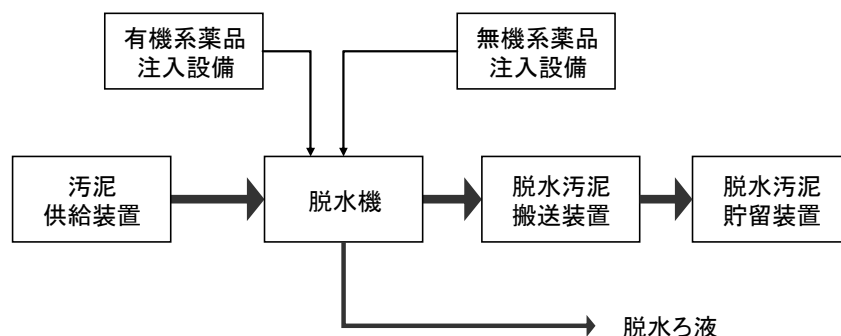 有機系薬品
注入設備
無機系薬品
注入設備
汚泥
供給装置
脱水機
脱水汚泥
搬送装置
脱水汚泥
貯留装置
脱水ろ液